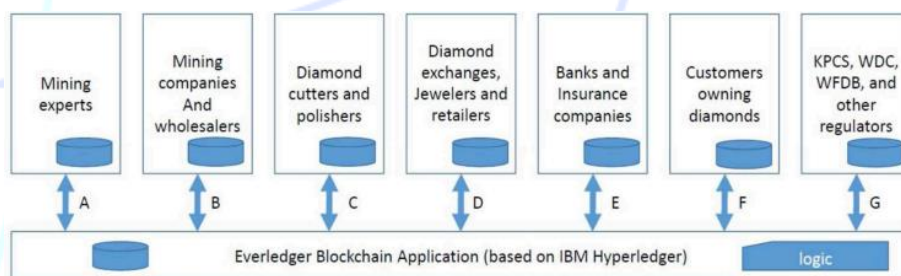 Mining
experts
Mining
companies
And
wholesalers
Diamond
cutters and
polishers
Diamond
exchanges,
Jewelers and
retailers
Banks and
Insurance
companies
Customers
owning
diamonds
KPCS, WDC,
WFDB, and
other
regulators
A
B
C
D
E
F
G
Everledger Blockchain Application (based on IBM Hyperledger)
logic